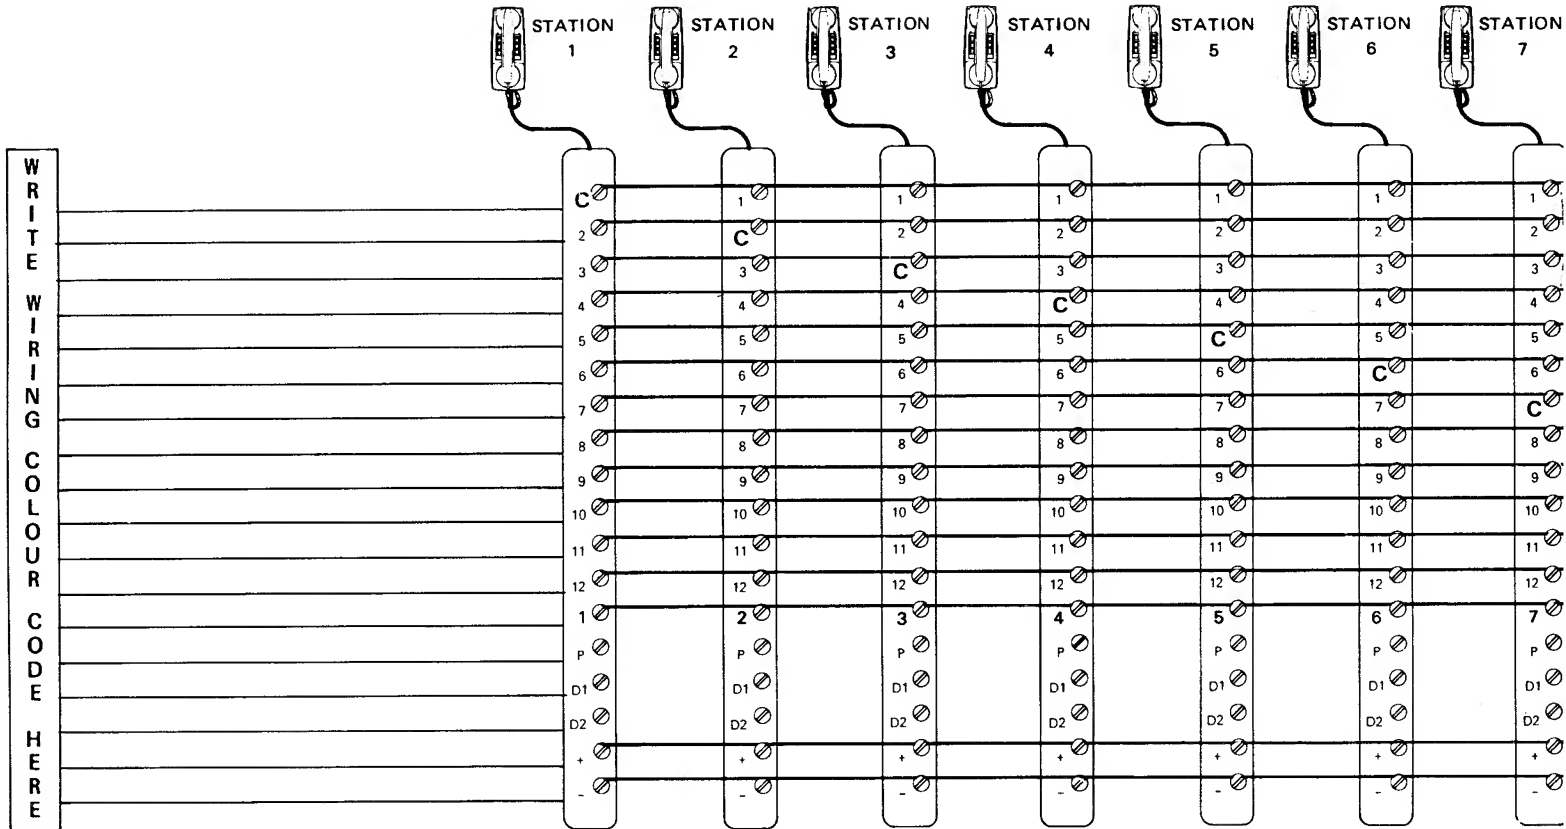 STATION 1
STATION 2
STATION 3
STATION 4
STATION 5
STATION 6
STATION 7
WRITE WIRING COLOUR CODE HERE
C 1 1 1 1 1 1
2 C 2 2 2 2 2
3 3 C 3 3 3 3
4 4 4 C 4 4 4
5 5 5 5 C 5 5
6 6 6 6 6 C 6
7 7 7 7 7 7 C
8 8 8 8 8 8 8
9 9 9 9 9 9 9
10 10 10 10 10 10 10
11 11 11 11 11 11 11
12 12 12 12 12 12 12
1 2 3 4 5 6 7
P P P P P P P
D1 D1 D1 D1 D1 D1 D1
D2 D2 D2 D2 D2 D2 D2
+ + + + + + +
- - - - - - -